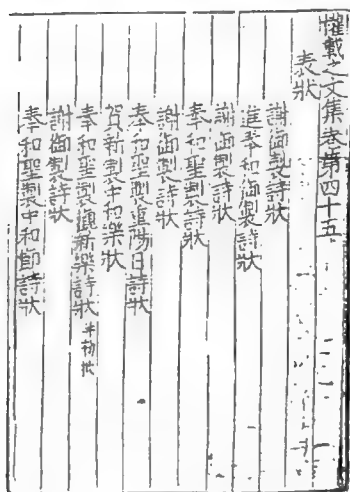 權載之文集卷第四十五
表狀
謝御製詩狀
進奉和御製詩狀
謝御製詩狀
奉和聖製詩狀
謝御製詩狀
奉和聖製重陽日詩狀
賀新製中和樂狀
奉和聖製觀新樂詩狀并勑批
謝御製詩狀
奉和聖製中和節詩狀